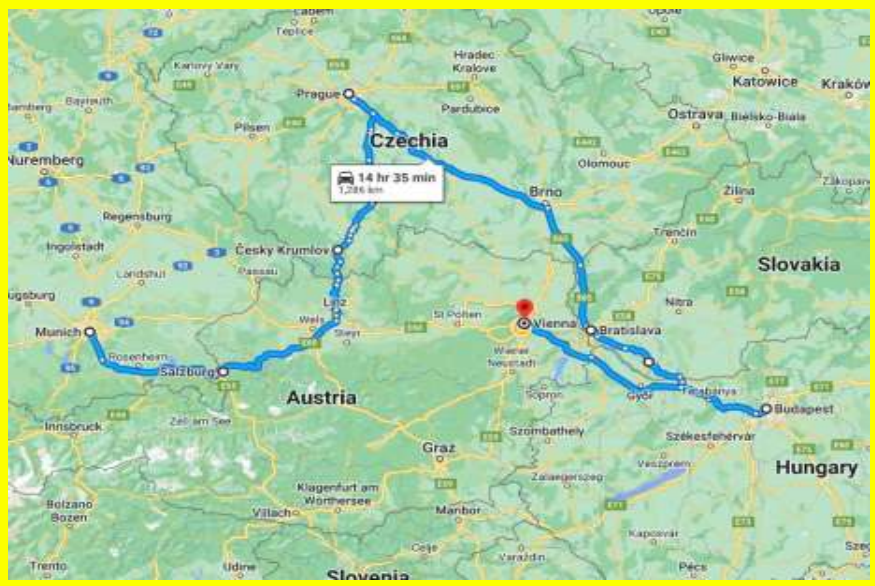 Teplice
Karlovy Vary
Hradec
Kralove
Gliwice
Katowice
Kraków
Prague
Pardubice
Bayreuth
Bamberg
Ostrava
Bielsko-Biala
Pilsen
Czechia
Nuremberg
Olomouc
14 hr 35 min
1,286 km
Brno
Žilina
Zakopane
Regensburg
Trenčín
Ingolstadt
Česky Krumlov
Slovakia
Landshut
Passau
Augsburg
Linz
Nitra
Munich
Wels
St Pölten
Vienna
Bratislava
Steyr
Rosenheim
Salzburg
Wiener
Neustadt
Sopron
Győr
Tatabánya
Austria
Budapest
Zell am See
Innsbruck
Szombathely
Székesfehérvár
Graz
Veszprém
Hungary
Zalaegerszeg
Klagenfurt am
Wörthersee
Bolzano
Bozen
Villach
Maribor
Kaposvár
Celje
Varaždin
Trento
Udine
Slovenia
Pécs